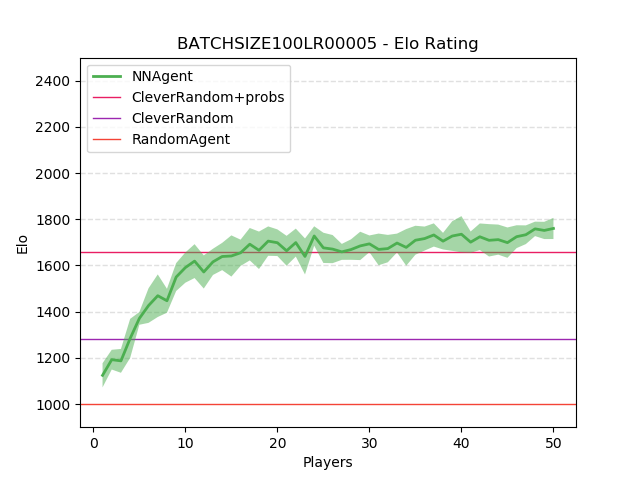 BATCHSIZE100LR00005 - Elo Rating
NNAgent
CleverRandom+probs
CleverRandom
RandomAgent
Elo
2400
2200
2000
1800
1600
1400
1200
1000
0 10 20 30 40 50
Players